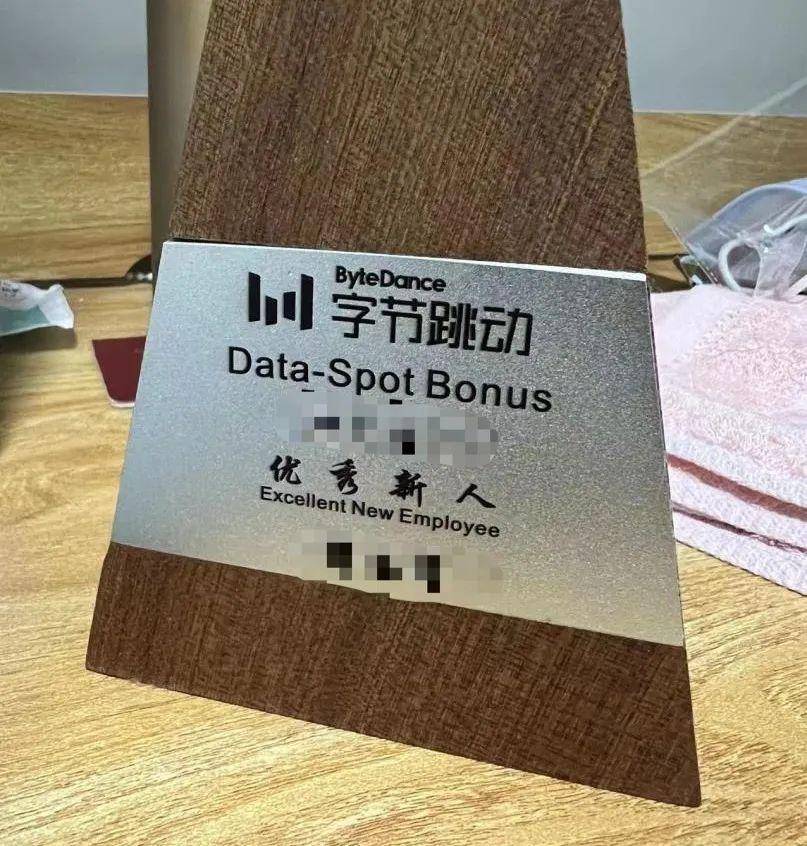 ByteDance
字节跳动
Data-Spot Bonus
优秀新人
Excellent New Employee